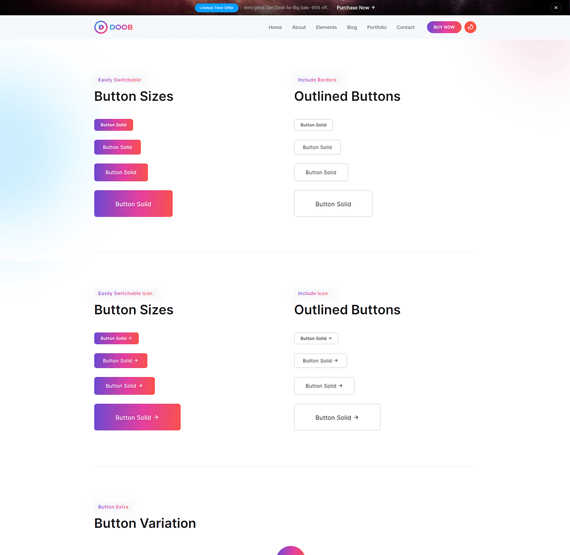 Limited Time Offer
Intro price. Get Doob for Big Sale -95% off.
Purchase Now →
✕
DOOB
Home
About
Elements
Blog
Portfolio
Contact
BUY NOW
Easily Switchable
Button Sizes
Button Solid
Button Solid
Button Solid
Button Solid
Include Borders
Outlined Buttons
Button Solid
Button Solid
Button Solid
Button Solid
Easily Switchable Icon
Button Sizes
Button Solid →
Button Solid →
Button Solid →
Button Solid →
Include Icon
Outlined Buttons
Button Solid →
Button Solid →
Button Solid →
Button Solid →
Button Extra
Button Variation